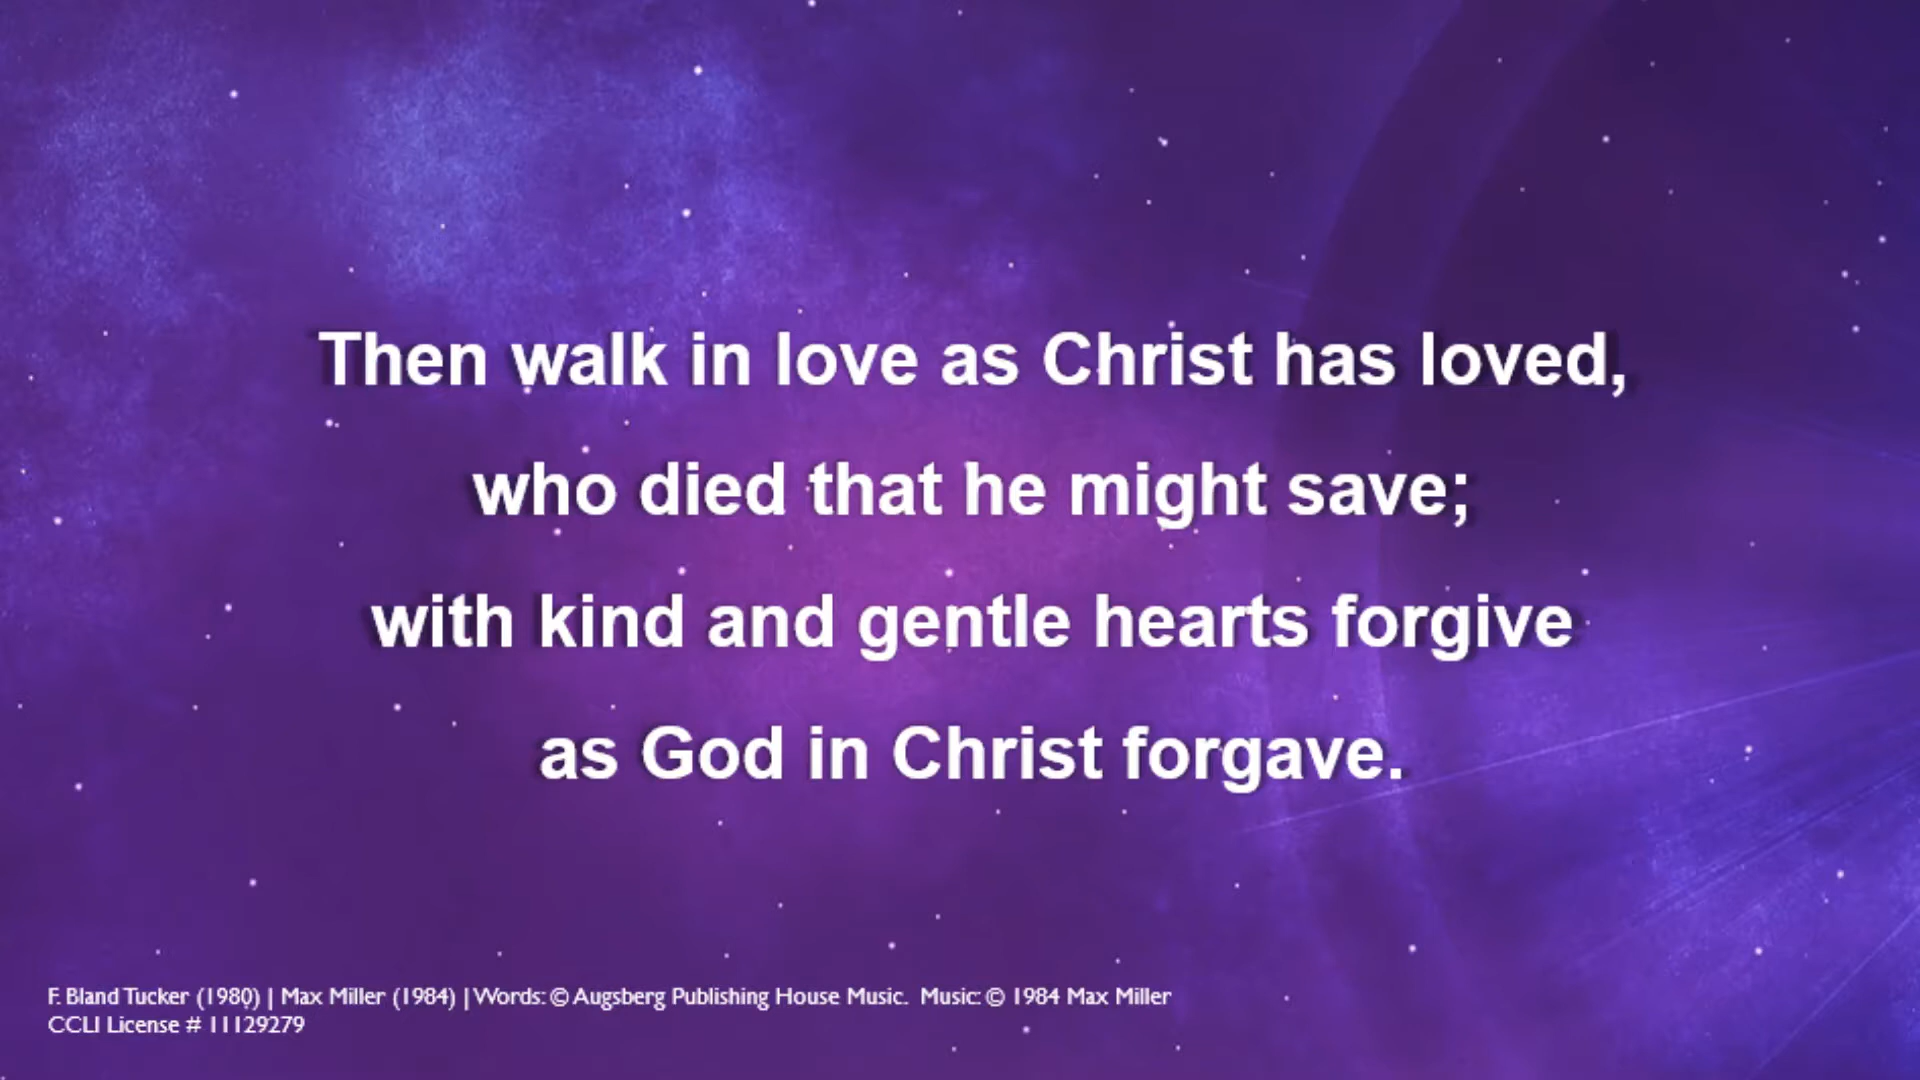 Then walk in love as Christ has loved,
who died that he might save;
with kind and gentle hearts forgive
as God in Christ forgave.
F. Bland Tucker (1980) | Max Miller (1984) | Words: © Augsberg Publishing House Music. Music: © 1984 Max Miller
CCLI License # 11129279